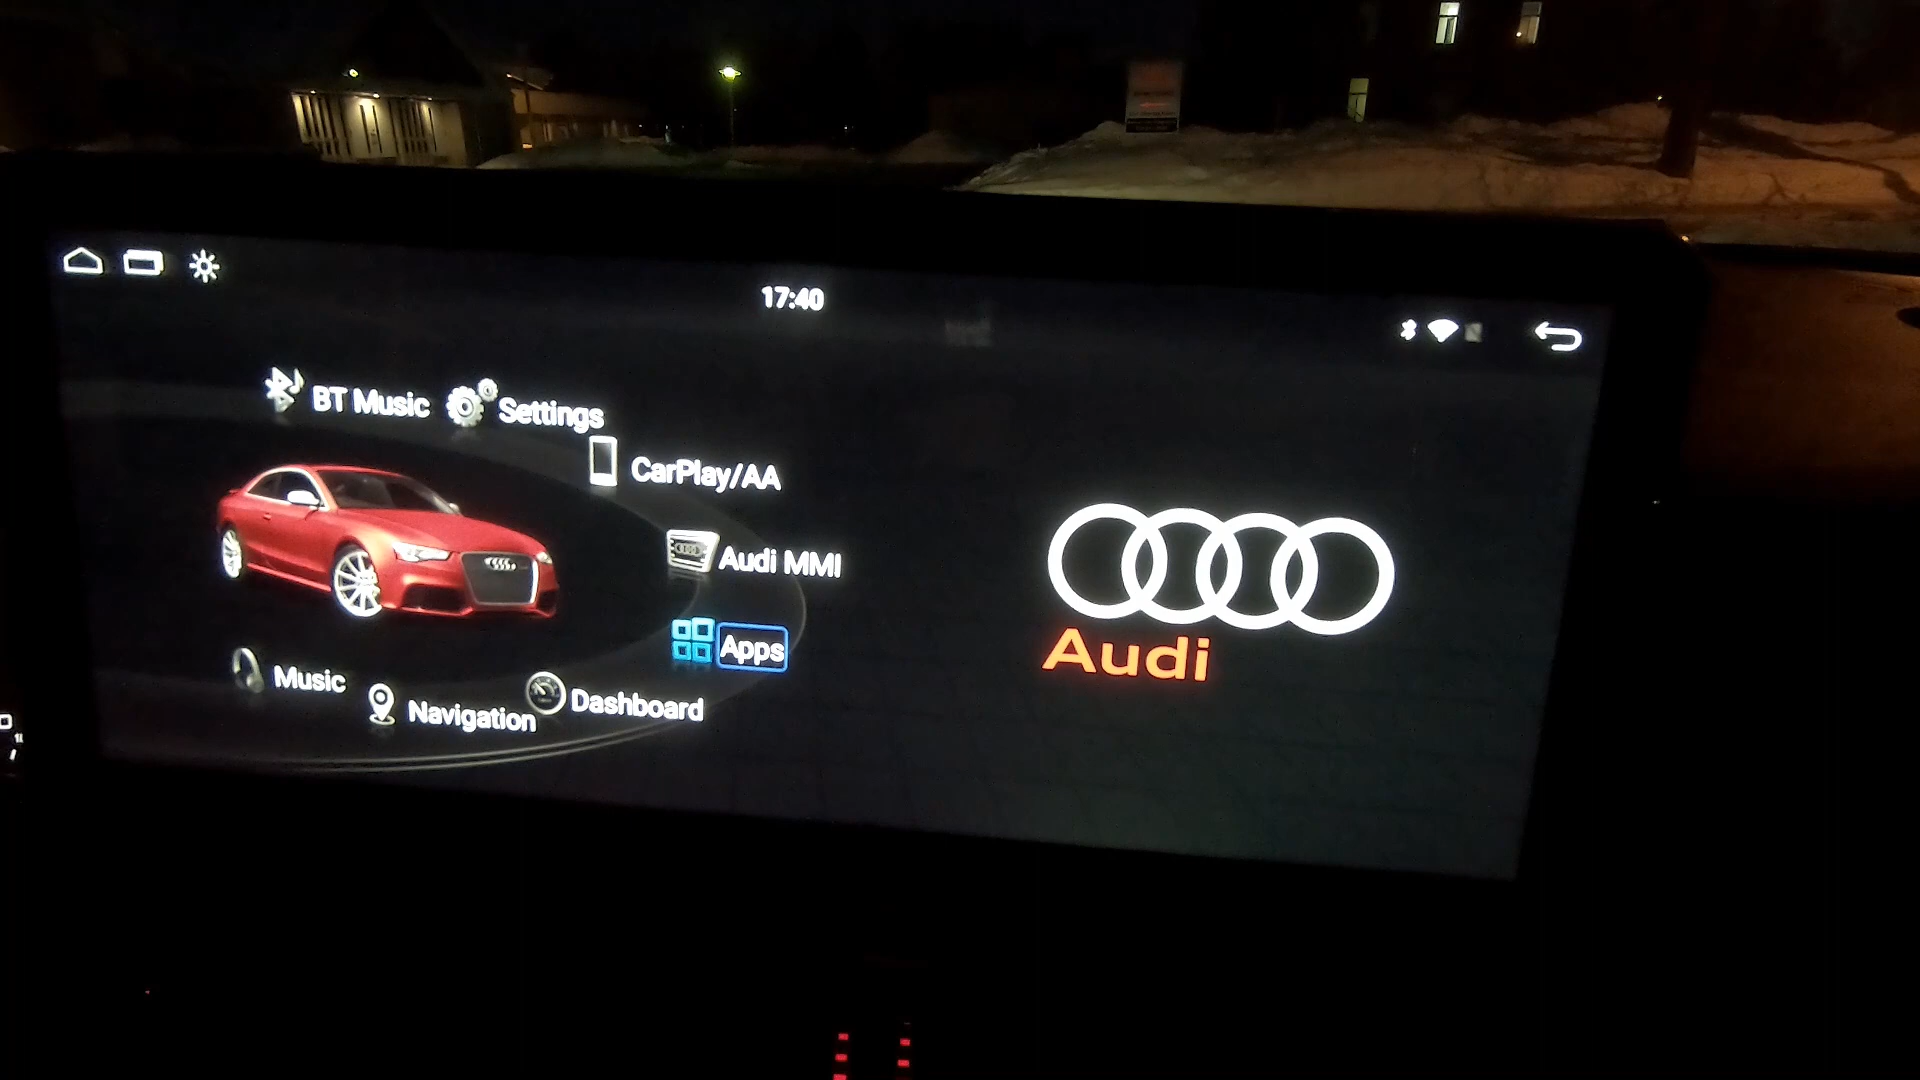 17:40
BT Music
Settings
CarPlay/AA
Audi MMI
Apps
Dashboard
Navigation
Music
Audi